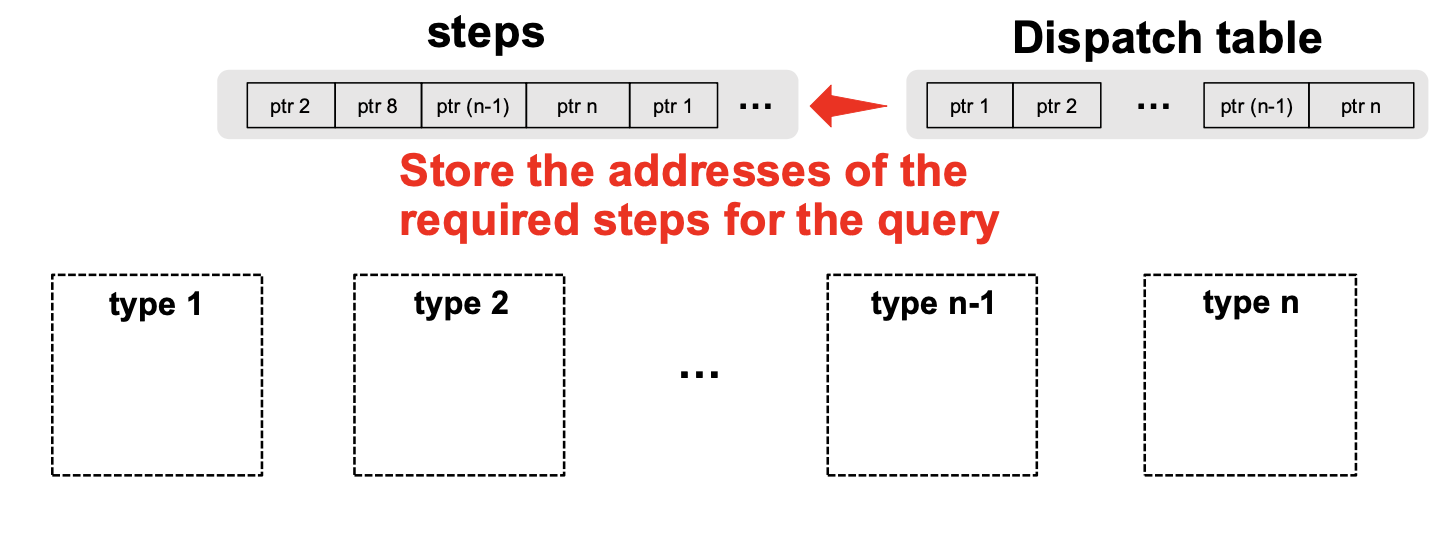 steps
Dispatch table
ptr 2 ptr 8 ptr (n-1) ptr n ptr 1 ...
ptr 1 ptr 2 ... ptr (n-1) ptr n
Store the addresses of the
required steps for the query
type 1
type 2
...
type n-1
type n